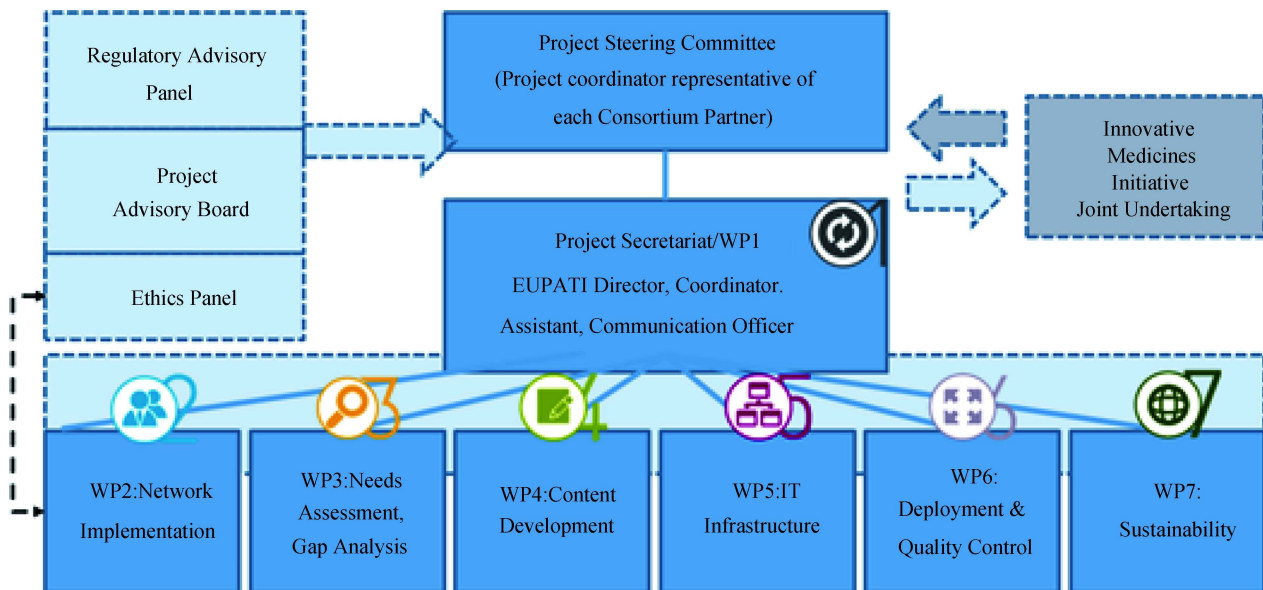 Regulatory Advisory
Panel
Project
Advisory Board
Ethics Panel
Project Steering Committee
(Project coordinator representative of
each Consortium Partner)
Innovative
Medicines
Initiative
Joint Undertaking
Project Secretariat/WP1
EUPATI Director, Coordinator.
Assistant, Communication Officer
1
2
3
4
5
6
7
WP2:Network
Implementation
WP3:Needs
Assessment,
Gap Analysis
WP4:Content
Development
WP5:IT
Infrastructure
WP6:
Deployment &
Quality Control
WP7:
Sustainability